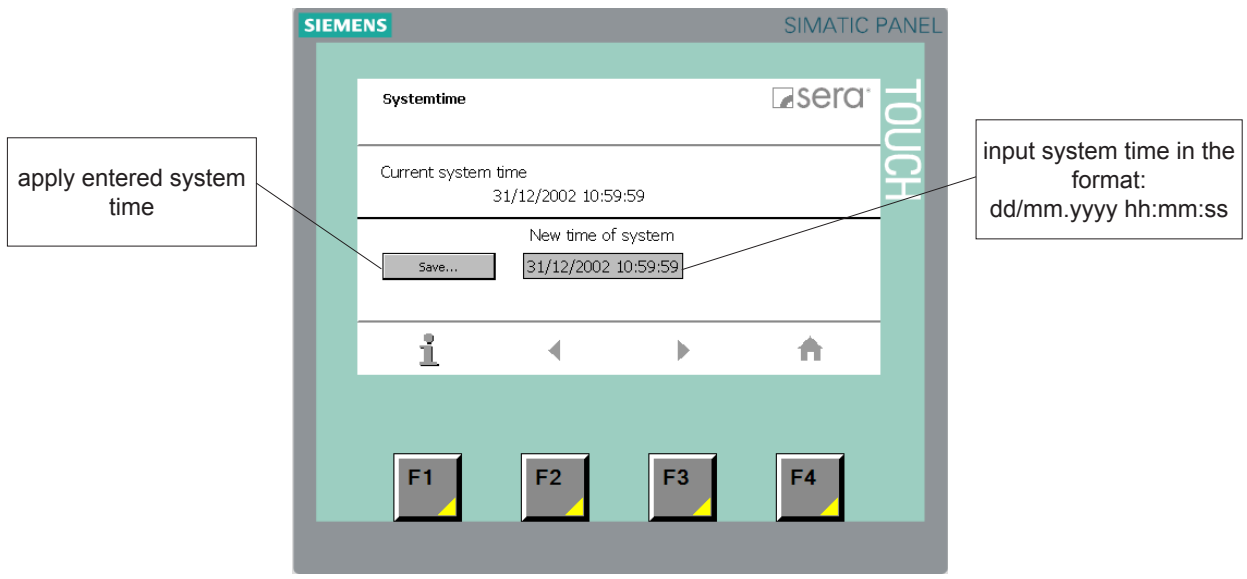 SIEMENS
SIMATIC PANEL
TOUCH
Systemtime
sera
Current system time
31/12/2002 10:59:59
New time of system
Save...
31/12/2002 10:59:59
F1
F2
F3
F4
apply entered system
time
input system time in the
format:
dd/mm.yyyy hh:mm:ss